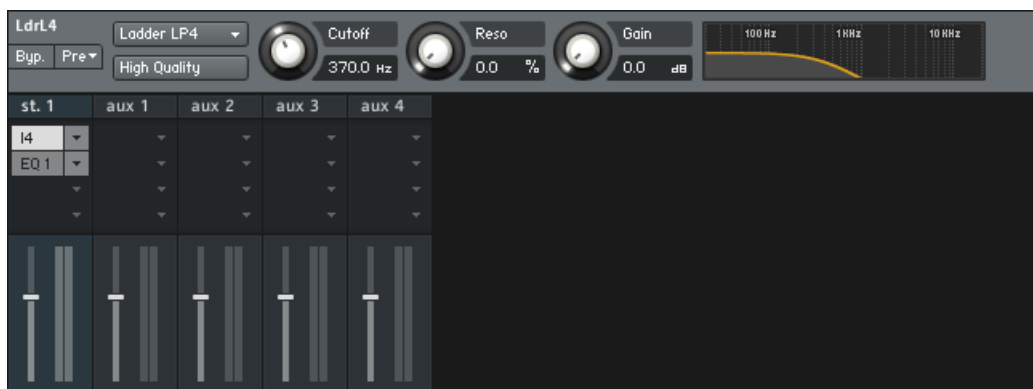 LdrL4 Ladder LP4 Cutoff Reso Gain 100 Hz 1 KHz 10 KHz
Byp. Pre High Quality 370.0 Hz 0.0 % 0.0 dB
st. 1 aux 1 aux 2 aux 3 aux 4
l4
EQ 1